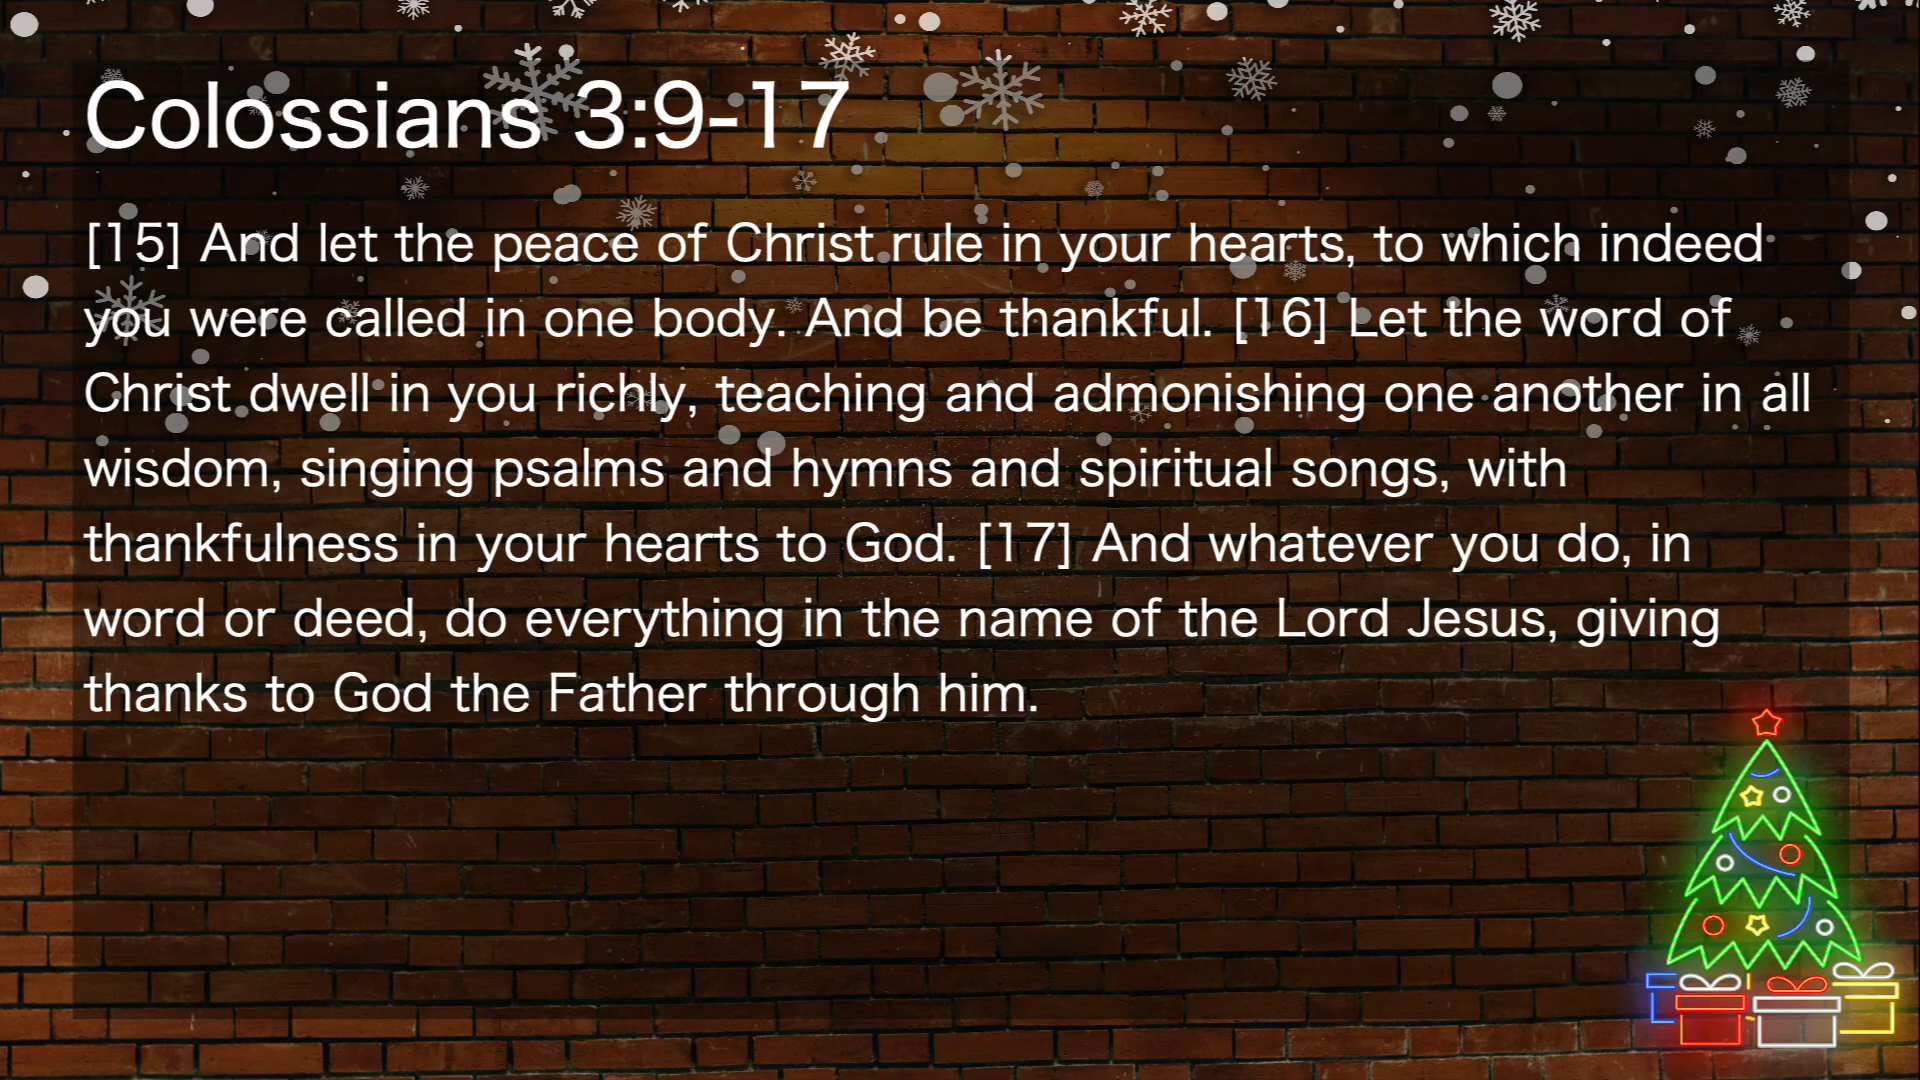 Colossians 3:9-17
[15] And let the peace of Christ rule in your hearts, to which indeed
you were called in one body. And be thankful. [16] Let the word of
Christ dwell in you richly, teaching and admonishing one another in all
wisdom, singing psalms and hymns and spiritual songs, with
thankfulness in your hearts to God. [17] And whatever you do, in
word or deed, do everything in the name of the Lord Jesus, giving
thanks to God the Father through him.